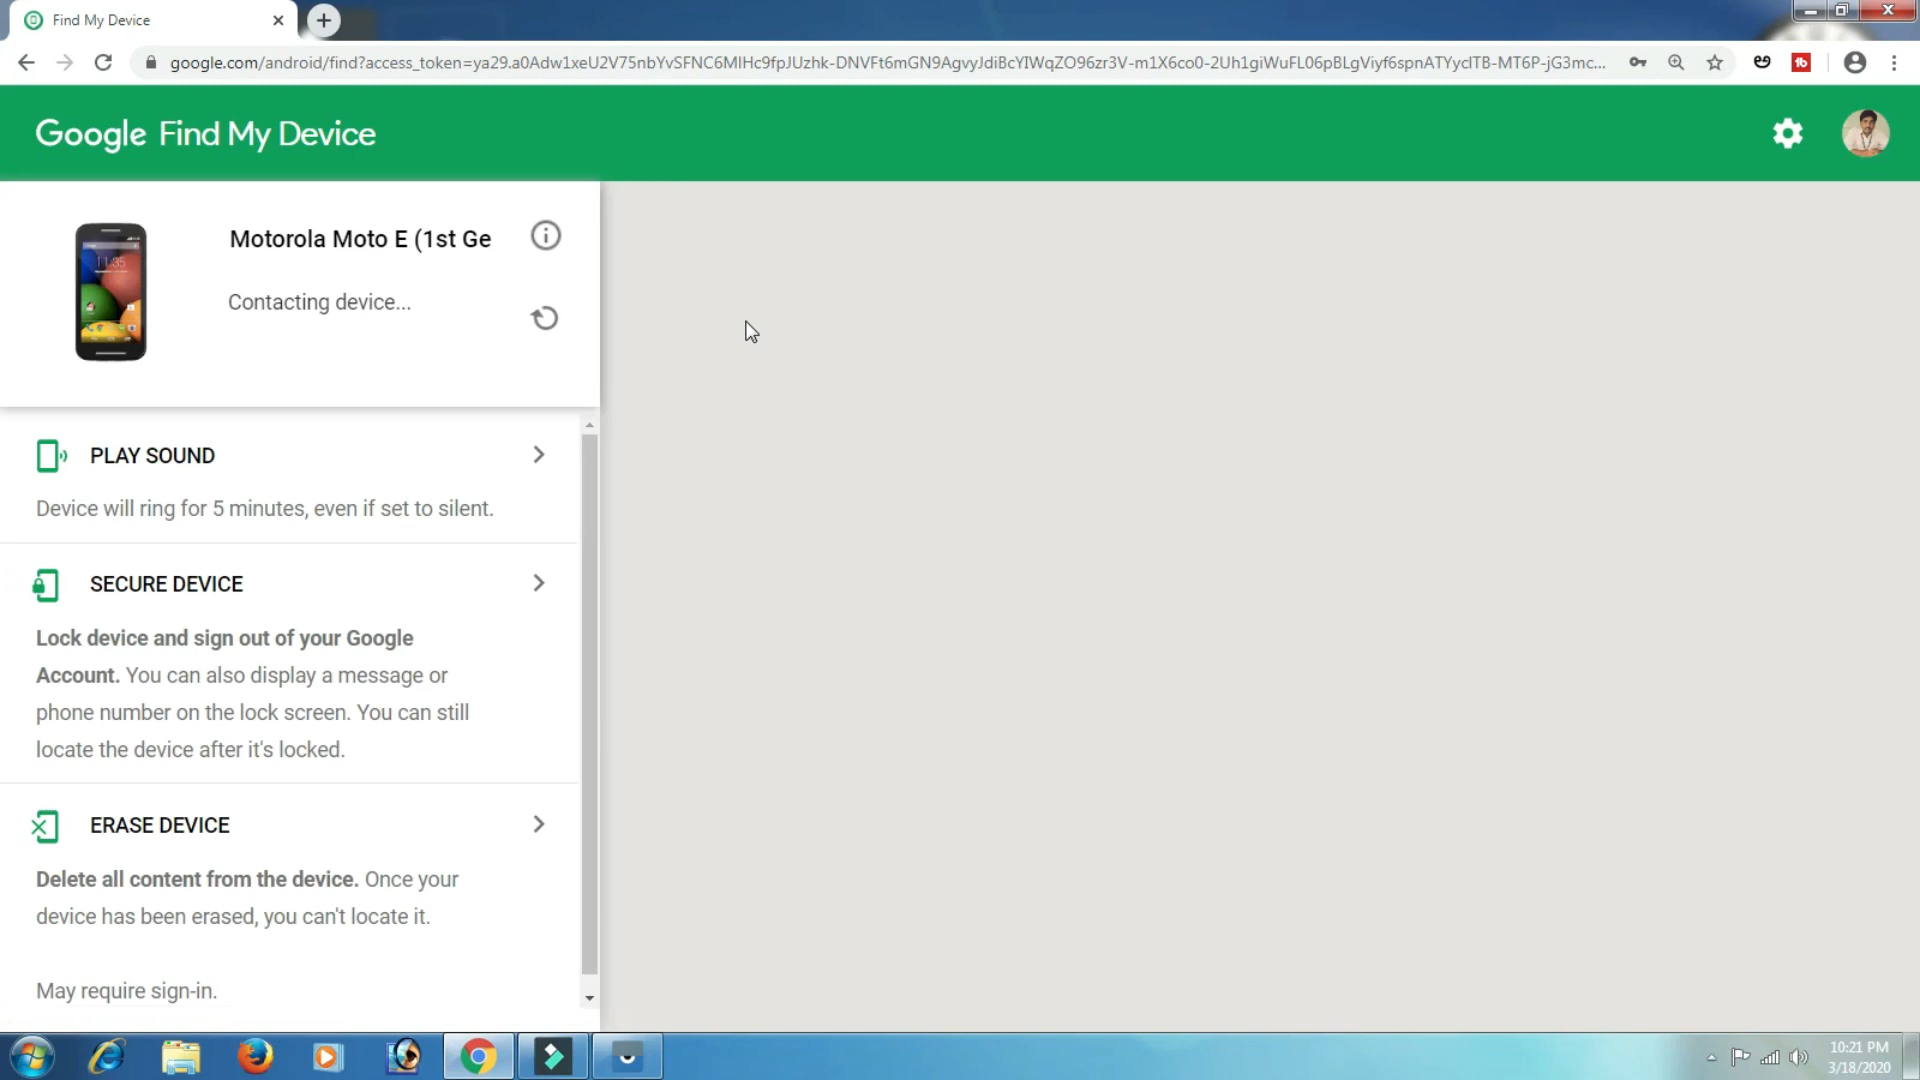 Find My Device
google.com/android/find?access_token=ya29.a0Adw1xeU2V75nbYvSFNC6MIHc9fpJUzhk-DNVFt6mGN9AgvyJdiBcYIWqZO96zr3V-m1X6co0-2Uh1giWuFL06pBLgViyf6spnATYyclTB-MT6P-jG3mc...
Google Find My Device
Motorola Moto E (1st Ge
Contacting device...
PLAY SOUND
Device will ring for 5 minutes, even if set to silent.
SECURE DEVICE
Lock device and sign out of your Google
Account. You can also display a message or
phone number on the lock screen. You can still
locate the device after it's locked.
ERASE DEVICE
Delete all content from the device. Once your
device has been erased, you can't locate it.
May require sign-in.
10:21 PM
3/18/2020